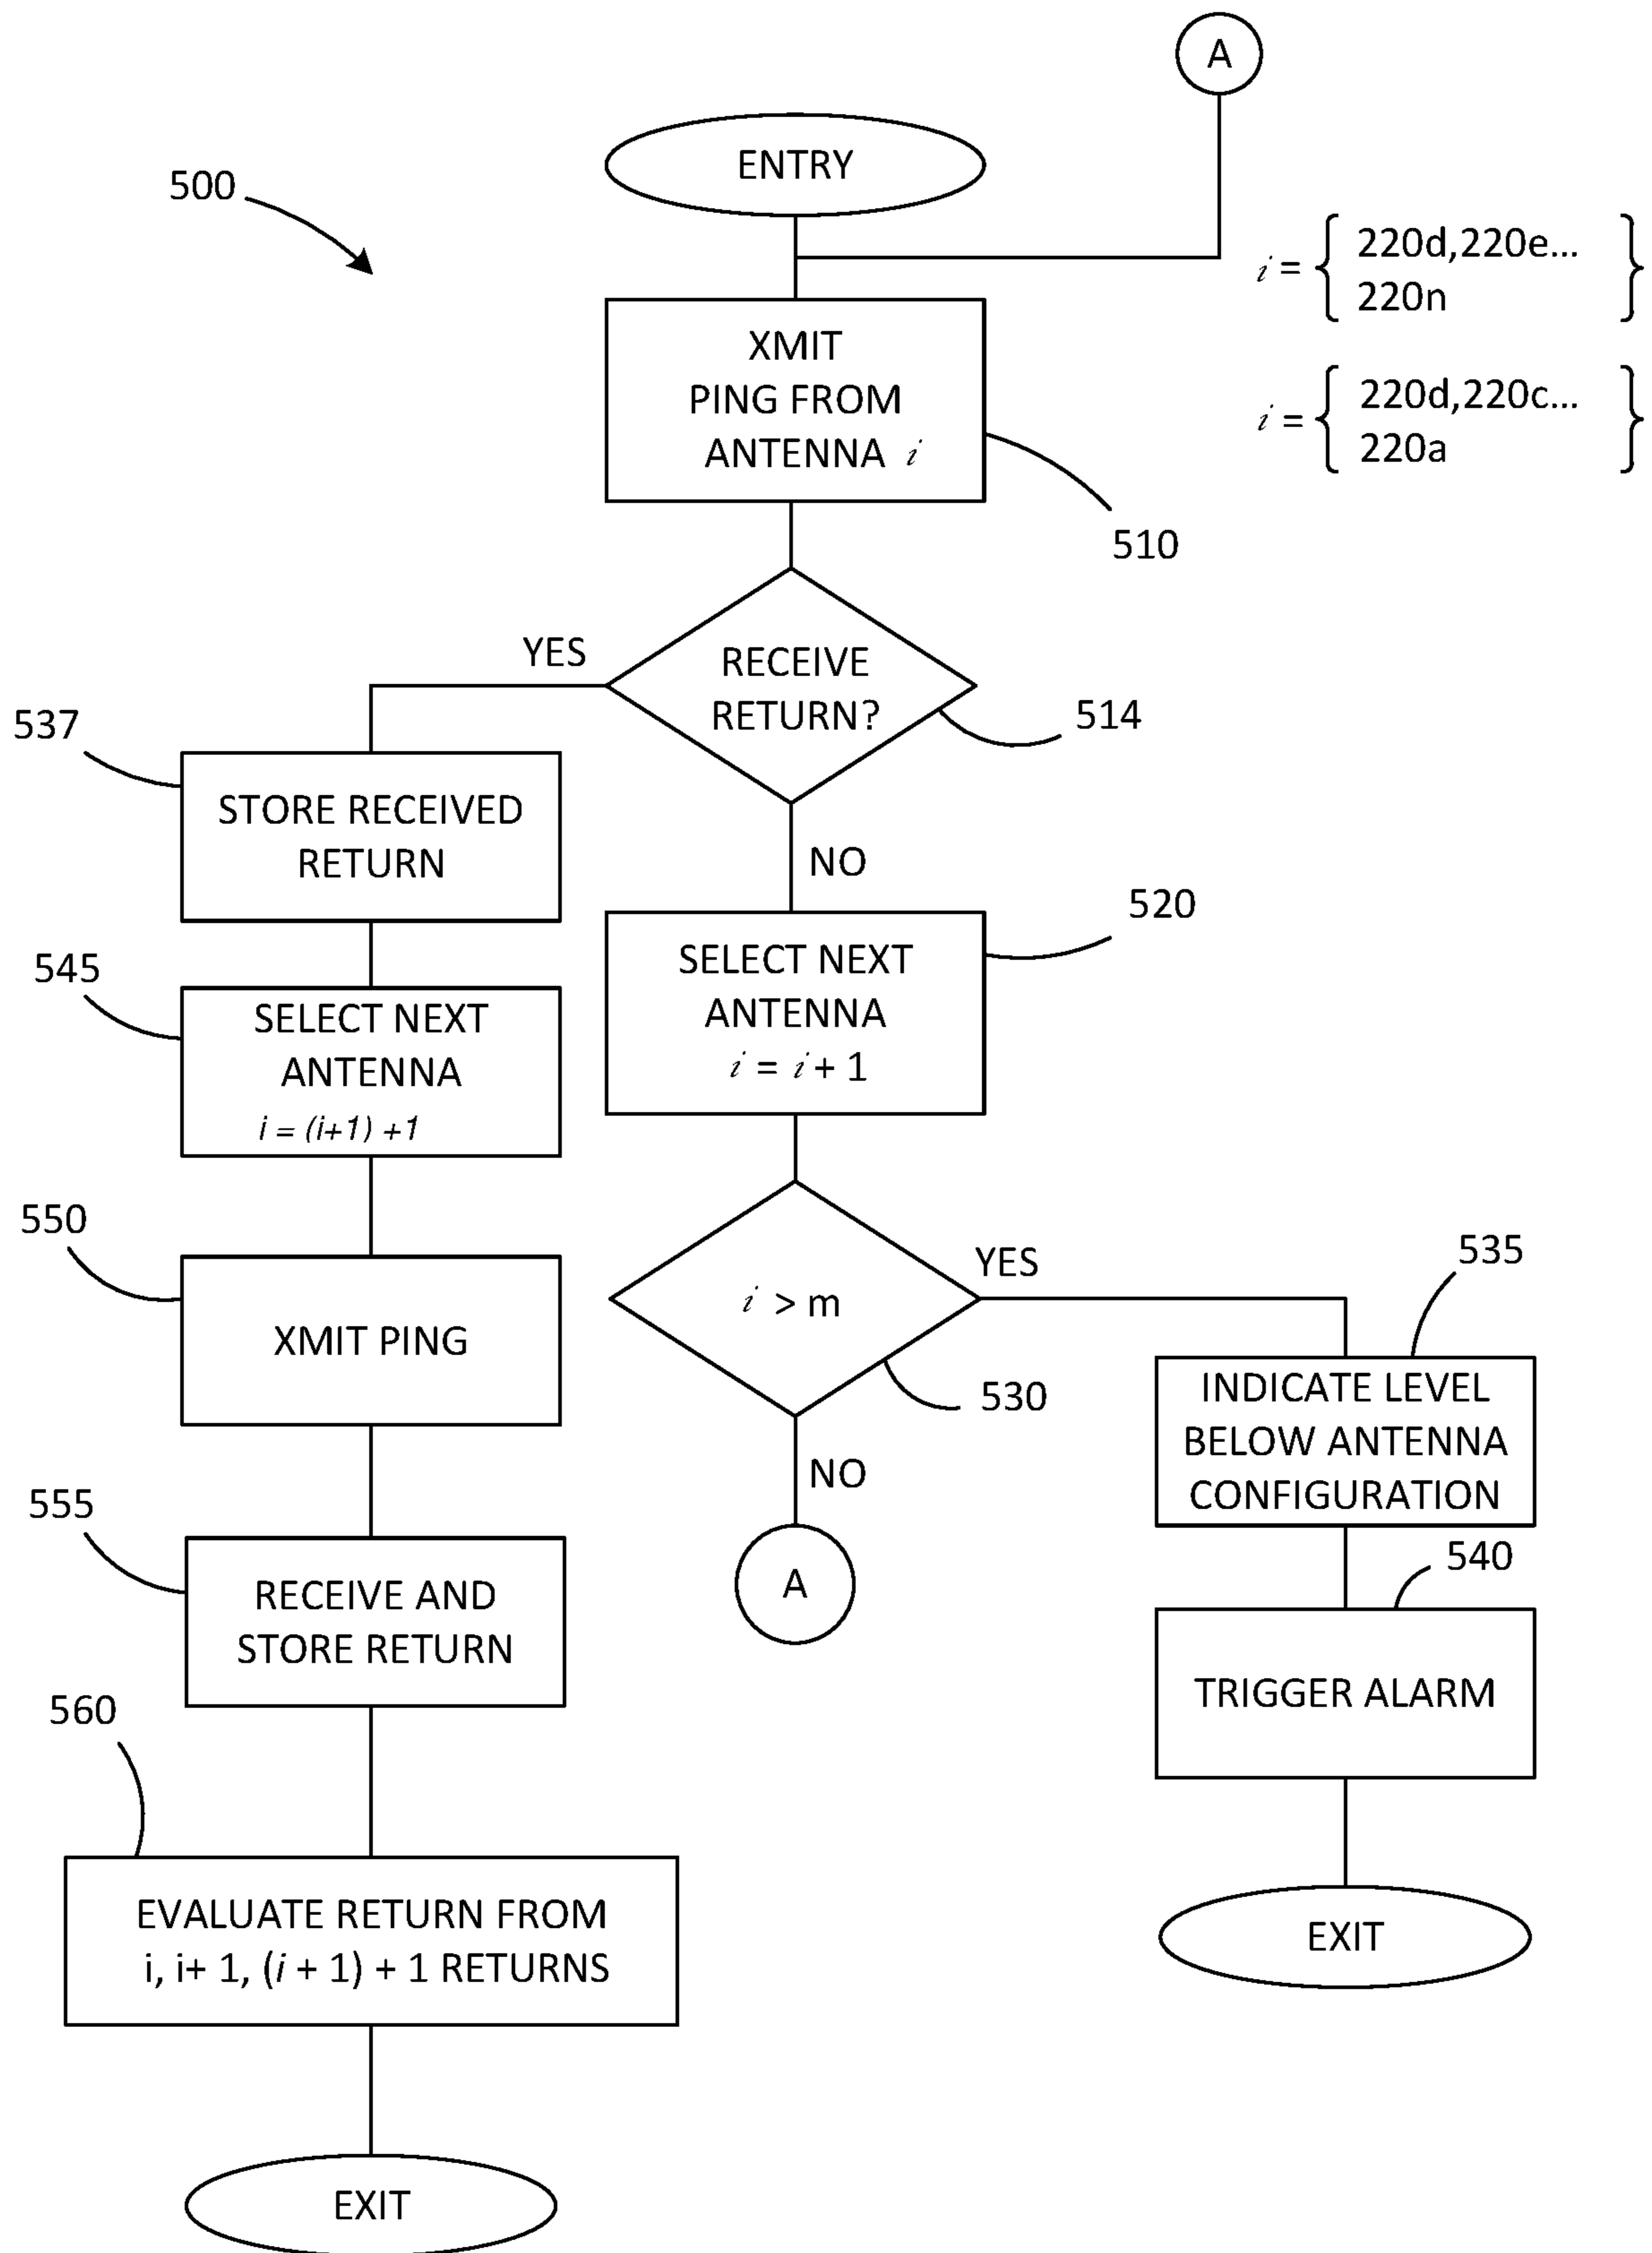 A
ENTRY
500
i = { 220d,220e... }
220n
XMIT
PING FROM
ANTENNA i
i = { 220d,220c... }
220a
510
YES
RECEIVE
RETURN?
514
537
STORE RECEIVED
RETURN
NO
520
545
SELECT NEXT
ANTENNA
i = (i+1) +1
SELECT NEXT
ANTENNA
i = i + 1
550
XMIT PING
i > m
YES
530
NO
535
INDICATE LEVEL
BELOW ANTENNA
CONFIGURATION
555
RECEIVE AND
STORE RETURN
A
540
TRIGGER ALARM
560
EVALUATE RETURN FROM
i, i+ 1, (i + 1) + 1 RETURNS
EXIT
EXIT